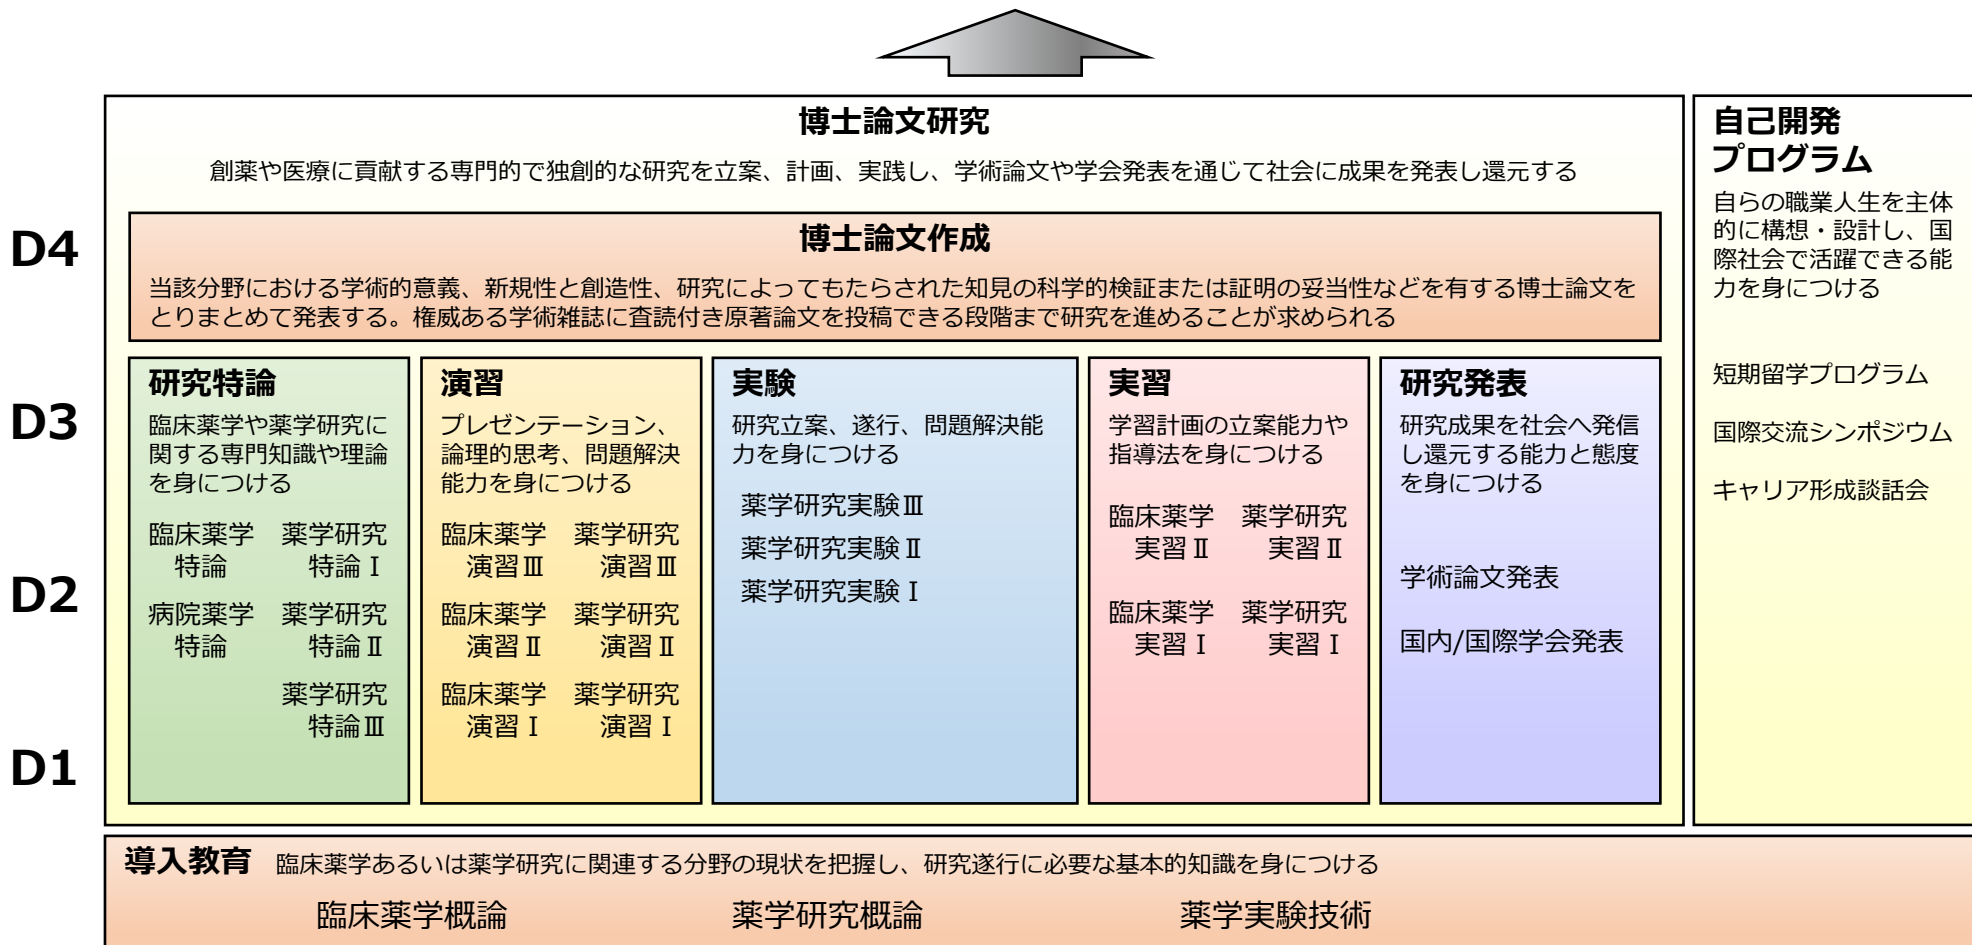 博士論文研究
創薬や医療に貢献する専門的で独創的な研究を立案、計画、実践し、学術論文や学会発表を通じて社会に成果を発表し還元する
D4
博士論文作成
当該分野における学術的意義、新規性と創造性、研究によってもたらされた知見の科学的検証または証明の妥当性などを有する博士論文を
とりまとめて発表する。権威ある学術雑誌に査読付き原著論文を投稿できる段階まで研究を進めることが求められる
D3
D2
D1
研究特論
臨床薬学や薬学研究に
関する専門知識や理論
を身につける
臨床薬学 薬学研究
特論 特論Ⅰ
病院薬学 薬学研究
特論 特論Ⅱ
薬学研究
特論Ⅲ
演習
プレゼンテーション、
論理的思考、問題解決
能力を身につける
臨床薬学 薬学研究
演習Ⅲ 演習Ⅲ
臨床薬学 薬学研究
演習Ⅱ 演習Ⅱ
臨床薬学 薬学研究
演習Ⅰ 演習Ⅰ
実験
研究立案、遂行、問題解決能
力を身につける
薬学研究実験Ⅲ
薬学研究実験Ⅱ
薬学研究実験Ⅰ
実習
学習計画の立案能力や
指導法を身につける
臨床薬学 薬学研究
実習Ⅱ 実習Ⅱ
臨床薬学 薬学研究
実習Ⅰ 実習Ⅰ
研究発表
研究成果を社会へ発信
し還元する能力と態度
を身につける
学術論文発表
国内/国際学会発表
自己開発
プログラム
自らの職業人生を主体
的に構想・設計し、国
際社会で活躍できる能
力を身につける
短期留学プログラム
国際交流シンポジウム
キャリア形成談話会
導入教育 臨床薬学あるいは薬学研究に関連する分野の現状を把握し、研究遂行に必要な基本的知識を身につける
臨床薬学概論 薬学研究概論 薬学実験技術